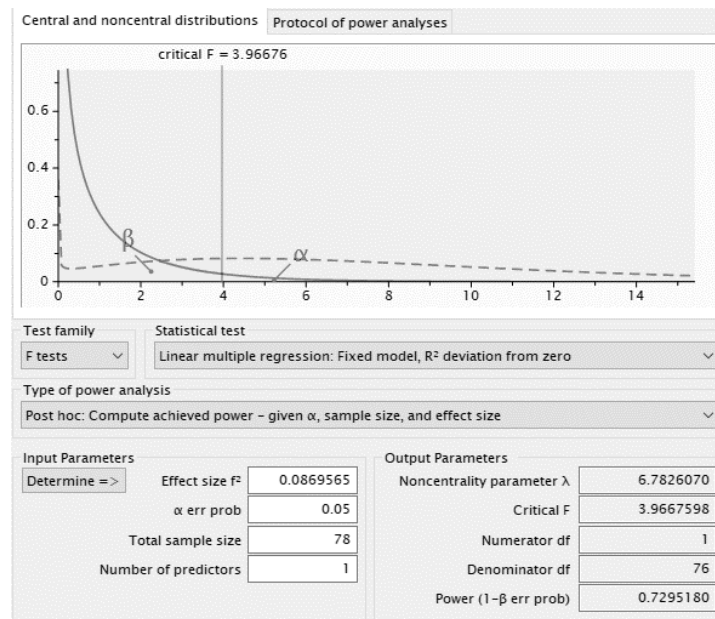 Central and noncentral distributions Protocol of power analyses
critical F = 3.96676
0.6
0.4
β α
0.2
0
0 2 4 6 8 10 12 14
Test family Statistical test
F tests Linear multiple regression: Fixed model, R² deviation from zero
Type of power analysis
Post hoc: Compute achieved power – given α, sample size, and effect size
Input Parameters Output Parameters
Determine => Effect size f² 0.0869565 Noncentrality parameter λ 6.7826070
α err prob 0.05 Critical F 3.9667598
Total sample size 78 Numerator df 1
Number of predictors 1 Denominator df 76
Power (1-β err prob) 0.7295180